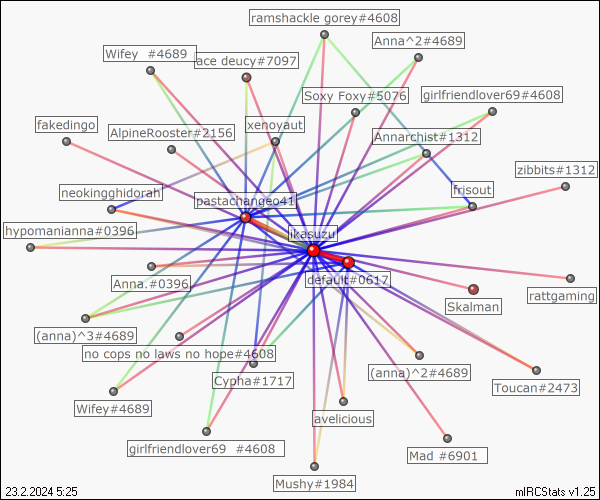 ramshackle gorey#4608
Anna^2#4689
Wifey  #4689
ace deucy#7097
Soxy Foxy#5076
girlfriendlover69#4608
fakedingo
AlpineRooster#2156
xenoyaut
Annarchist#1312
zibbits#1312
neokingghidorah
pastachangeo41
frisout
hypomanianna#0396
ikasuzu
Anna.#0396
default#0617
Skalman
rattgaming
(anna)^3#4689
no cops no laws no hope#4608
Cypha#1717
(anna)^2#4689
Toucan#2473
Wifey#4689
avelicious
girlfriendlover69  #4608
Mad #6901
Mushy#1984
23.2.2024 5:25
mIRCStats v1.25